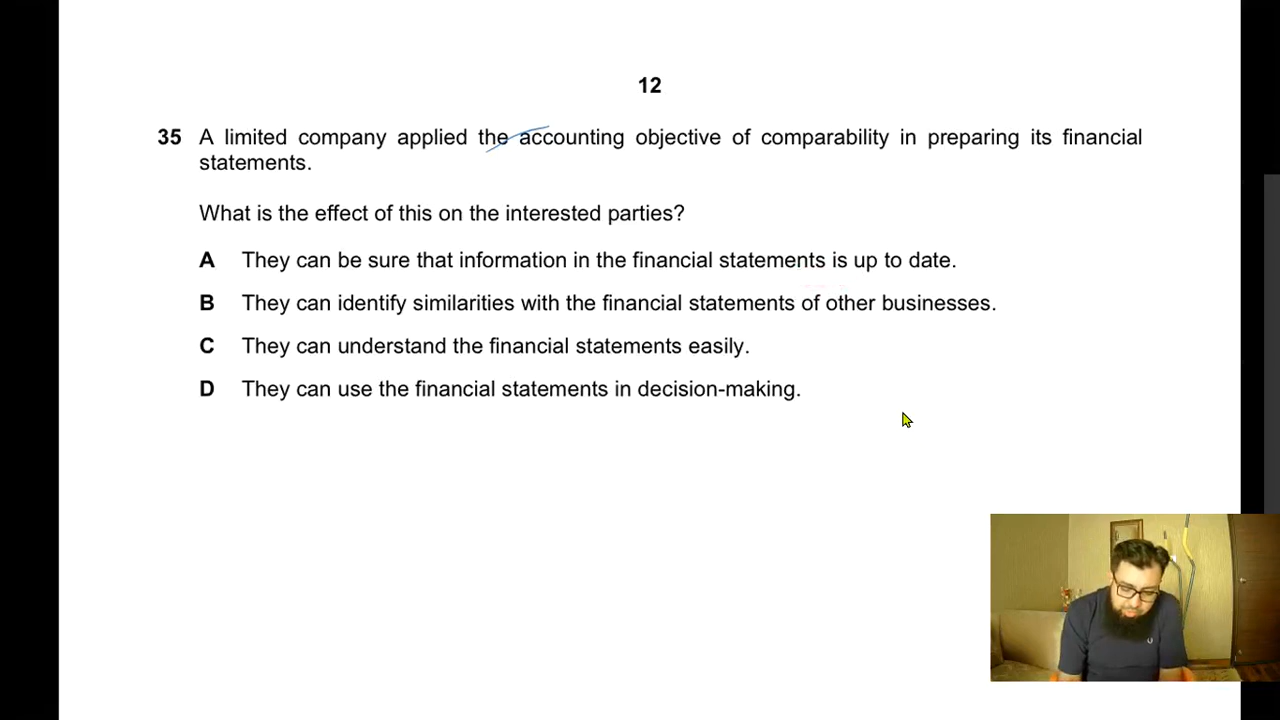 12
35 A limited company applied the accounting objective of comparability in preparing its financial
statements.
What is the effect of this on the interested parties?
A They can be sure that information in the financial statements is up to date.
B They can identify similarities with the financial statements of other businesses.
C They can understand the financial statements easily.
D They can use the financial statements in decision-making.